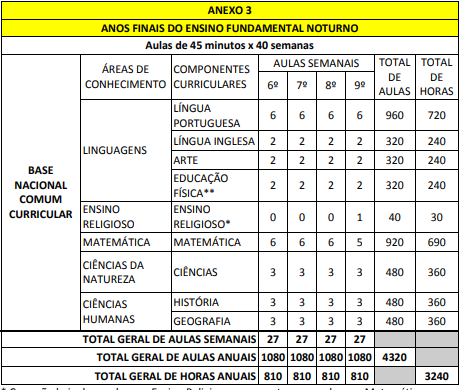 ANEXO 3
ANOS FINAIS DO ENSINO FUNDAMENTAL NOTURNO
Aulas de 45 minutos x 40 semanas
BASE NACIONAL COMUM CURRICULAR
ÁREAS DE CONHECIMENTO COMPONENTES CURRICULARES AULAS SEMANAIS TOTAL DE AULAS TOTAL DE HORAS
6º 7º 8º 9º
LINGUAGENS
LÍNGUA PORTUGUESA 6 6 6 6 960 720
LÍNGUA INGLESA 2 2 2 2 320 240
ARTE 2 2 2 2 320 240
EDUCAÇÃO FÍSICA** 2 2 2 2 320 240
ENSINO RELIGIOSO ENSINO RELIGIOSO* 0 0 0 1 40 30
MATEMÁTICA MATEMÁTICA 6 6 6 5 920 690
CIÊNCIAS DA NATUREZA CIÊNCIAS 3 3 3 3 480 360
CIÊNCIAS HUMANAS
HISTÓRIA 3 3 3 3 480 360
GEOGRAFIA 3 3 3 3 480 360
TOTAL GERAL DE AULAS SEMANAIS 27 27 27 27
TOTAL GERAL DE AULAS ANUAIS 1080 1080 1080 1080 4320
TOTAL GERAL DE HORAS ANUAIS 810 810 810 810 3240